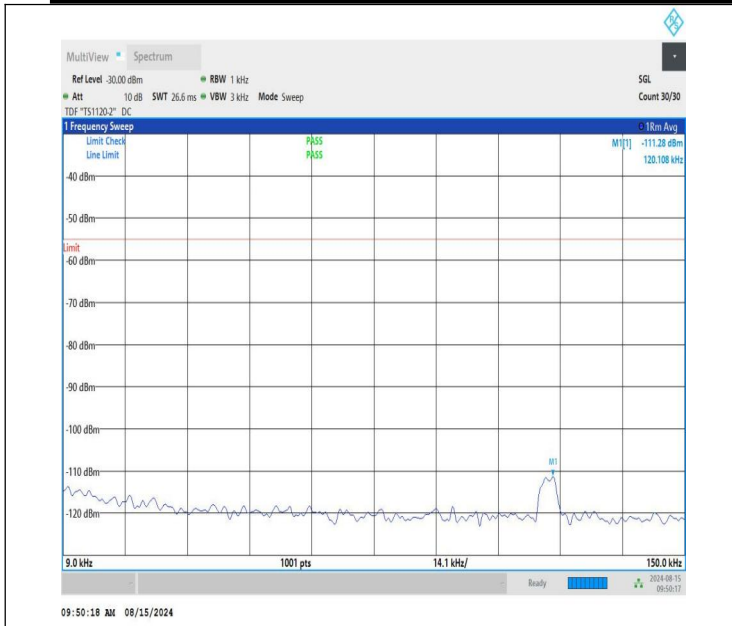 MultiView Spectrum
Ref Level -30.00 dBm RBW 1 kHz SGL
Att 10 dB SWT 26.6 ms VBW 3 kHz Mode Sweep Count 30/30
TDF "TS1120-2" DC
1 Frequency Sweep 1Rm Avg
Limit Check PASS M1[1] -111.28 dBm
Line Limit PASS 120.108 kHz
-40 dBm
-50 dBm
Limit
-60 dBm
-70 dBm
-80 dBm
-90 dBm
-100 dBm
M1
-110 dBm
-120 dBm
9.0 kHz 1001 pts 14.1 kHz/ 150.0 kHz
Ready 2024-08-15
09:50:17
09:50:18 AM 08/15/2024